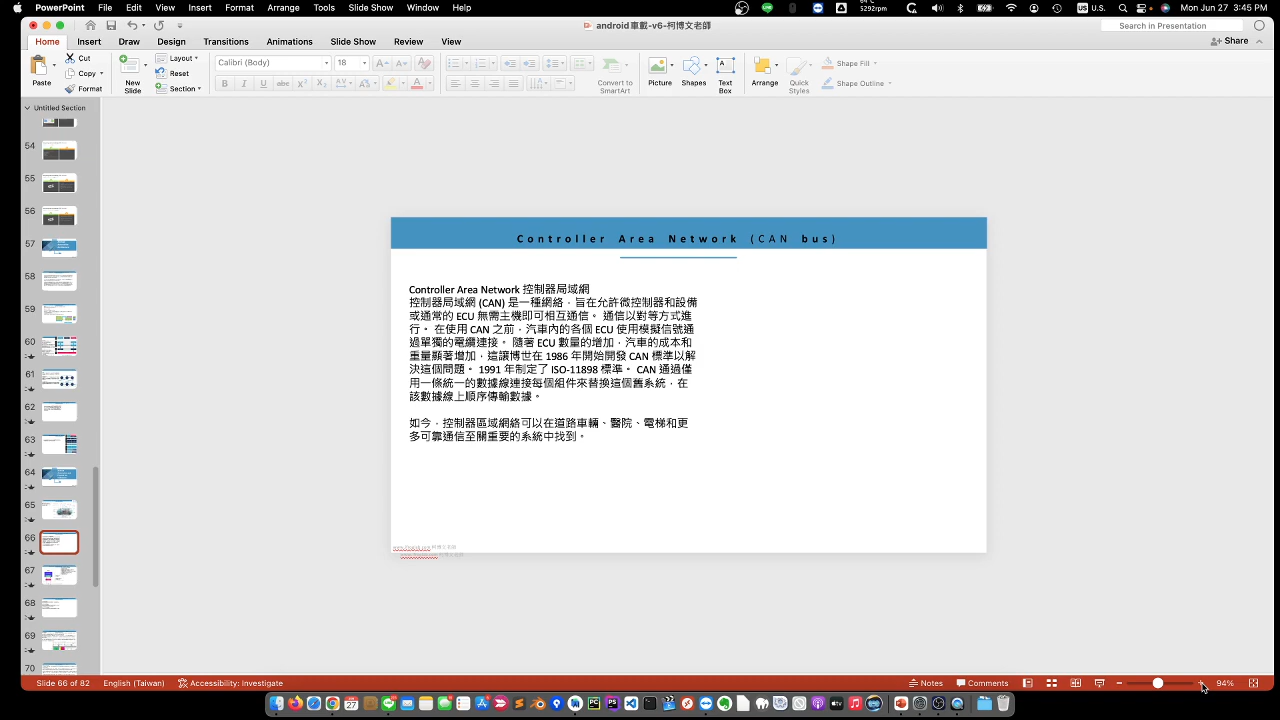 PowerPoint File Edit View Insert Format Arrange Tools Slide Show Window Help
U.S. Mon Jun 27 3:45 PM
android車載-v6-柯博文老師
Search in Presentation
Home Insert Draw Design Transitions Animations Slide Show Review View
Share
Paste
Cut
Copy
Format
New Slide
Layout
Reset
Section
Calibri (Body) 18
Convert to SmartArt
Picture
Shapes
Text Box
Arrange
Quick Styles
Shape Fill
Shape Outline
Untitled Section
54
55
56
57
58
59
60
61
62
63
64
65
66
67
68
69
70
Controller Area Network (CAN bus)
Controller Area Network 控制器局域網
控制器局域網 (CAN) 是一種網絡，旨在允許微控制器和設備
或通常的 ECU 無需主機即可相互通信。 通信以對等方式進
行。 在使用 CAN 之前，汽車內的各個 ECU 使用模擬信號通
過單獨的電纜連接。 隨著 ECU 數量的增加，汽車的成本和
重量顯著增加。 這讓博世在 1986 年開始開發 CAN 標準以解
決這個問題。 ISO 後來制定了 ISO 11898 標準。 CAN 通過僅
用一條統一的數據線連接每個組件來替換這個舊系統，在
該數據線上順序發送數據。
如今，控制器區域網絡可以在道路車輛、醫院、電梯和更
多可靠通信至關重要的系統中找到。
Slide 66 of 82 English (Taiwan) Accessibility: Investigate Notes Comments 94%